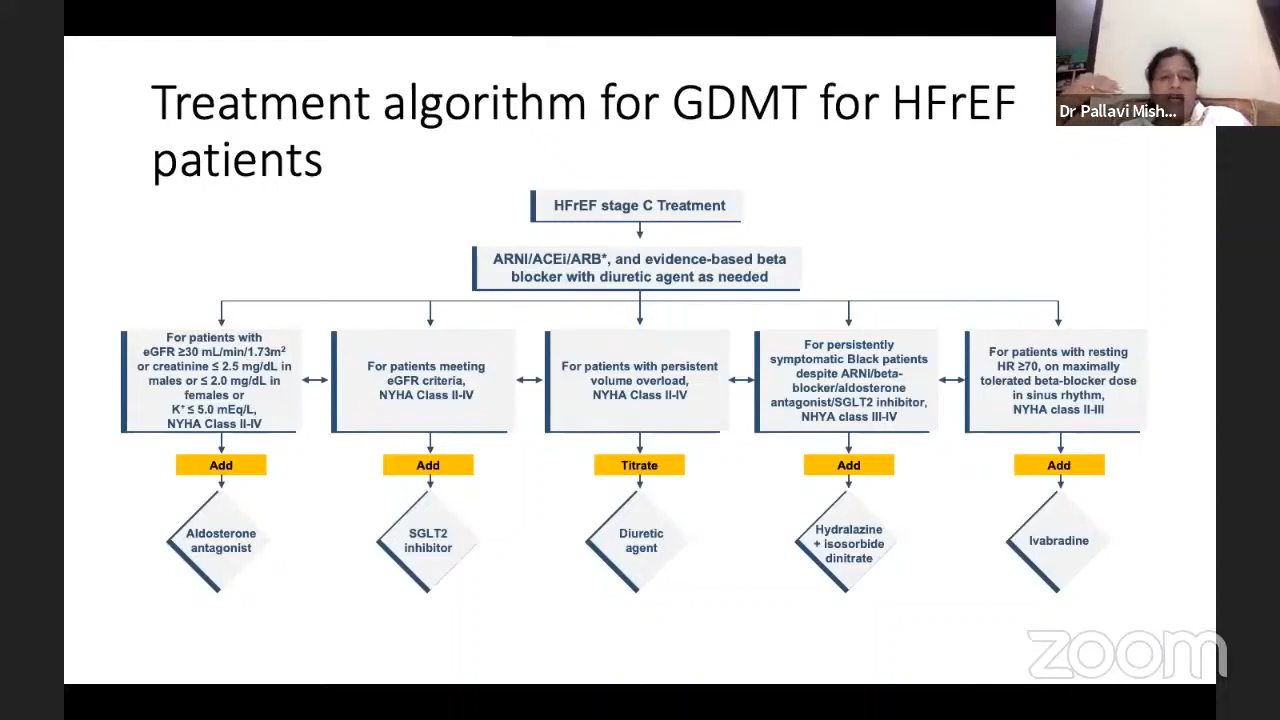 Treatment algorithm for GDMT for HFrEF
patients
Dr Pallavi Mish...
HFrEF stage C Treatment
ARNI/ACEi/ARB*, and evidence-based beta
blocker with diuretic agent as needed
For patients with
eGFR ≥30 mL/min/1.73m²
or creatinine ≤ 2.5 mg/dL in
males or ≤ 2.0 mg/dL in
females or
K⁺ ≤ 5.0 mEq/L,
NYHA Class II-IV
For patients meeting
eGFR criteria,
NYHA Class II-IV
For patients with persistent
volume overload,
NYHA Class II-IV
For persistently
symptomatic Black patients
despite ARNI/beta-
blocker/aldosterone
antagonist/SGLT2 inhibitor,
NHYA class III-IV
For patients with resting
HR ≥70, on maximally
tolerated beta-blocker dose
in sinus rhythm,
NYHA class II-III
Add
Add
Titrate
Add
Add
Aldosterone
antagonist
SGLT2
inhibitor
Diuretic
agent
Hydralazine
+ isosorbide
dinitrate
Ivabradine
zoom